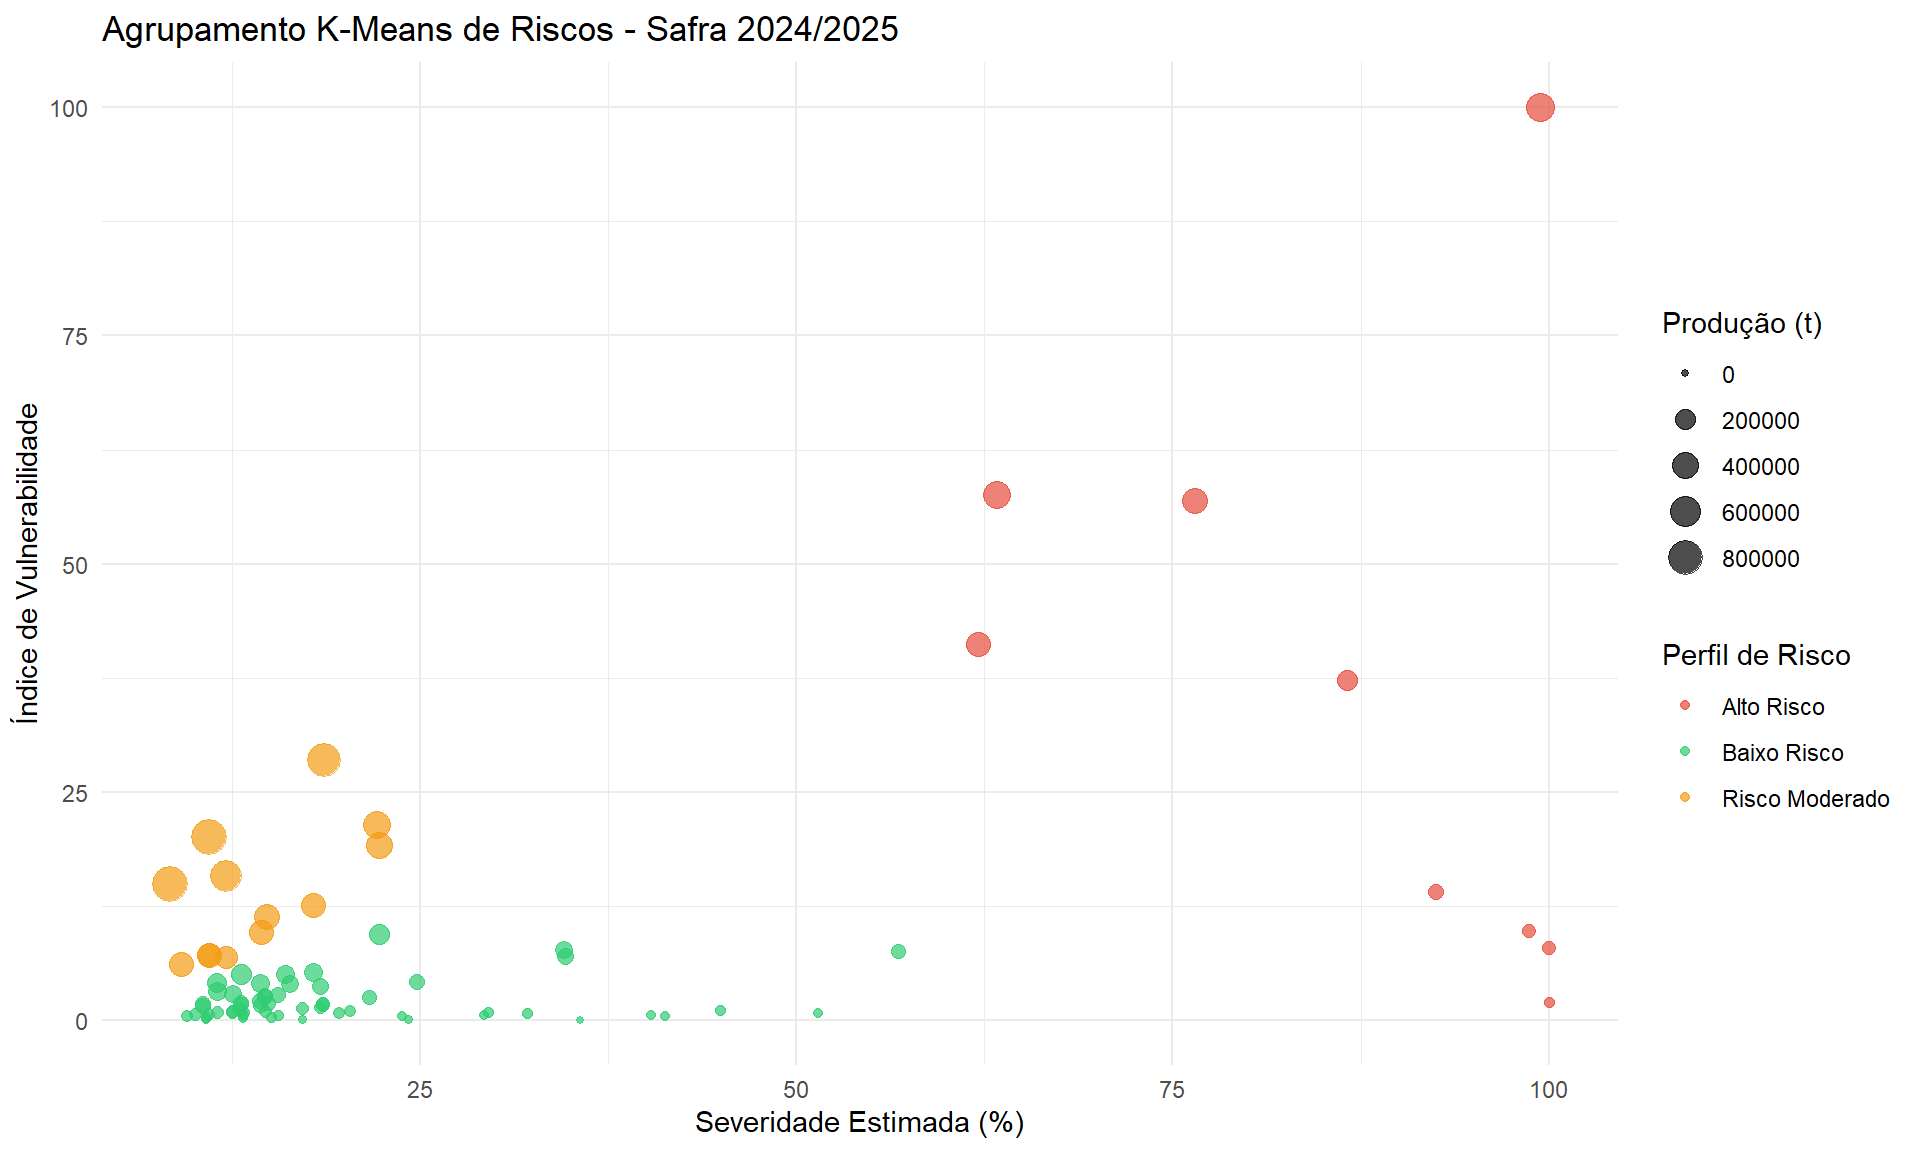 Agrupamento K-Means de Riscos - Safra 2024/2025
100
75
50
25
0
Índice de Vulnerabilidade
25
50
75
100
Severidade Estimada (%)
Produção (t)
0
200000
400000
600000
800000
Perfil de Risco
Alto Risco
Baixo Risco
Risco Moderado